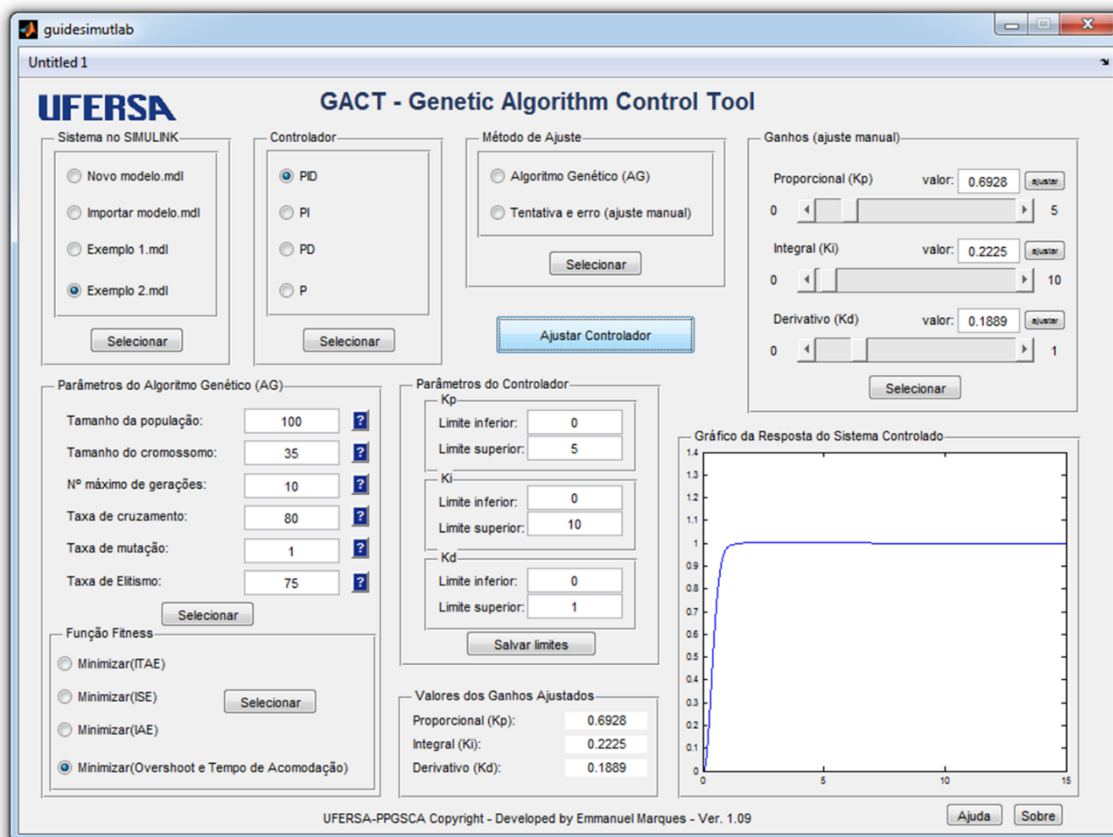 guidesimutlab
Untitled 1
UFERSA
GACT - Genetic Algorithm Control Tool
Sistema no SIMULINK
Novo modelo.mdl
Importar modelo.mdl
Exemplo 1.mdl
Exemplo 2.mdl
Selecionar
Controlador
PID
PI
PD
P
Selecionar
Método de Ajuste
Algoritmo Genético (AG)
Tentativa e erro (ajuste manual)
Selecionar
Ajustar Controlador
Ganhos (ajuste manual)
Proporcional (Kp) valor: 0.6928 ajustar
0 5
Integral (Ki) valor: 0.2225 ajustar
0 10
Derivativo (Kd) valor: 0.1889 ajustar
0 1
Selecionar
Parâmetros do Algoritmo Genético (AG)
Tamanho da população: 100 ?
Tamanho do cromossomo: 35 ?
Nº máximo de gerações: 10 ?
Taxa de cruzamento: 80 ?
Taxa de mutação: 1 ?
Taxa de Elitismo: 75 ?
Selecionar
Função Fitness
Minimizar(ITAE)
Minimizar(ISE)
Minimizar(IAE)
Minimizar(Overshoot e Tempo de Acomodação)
Selecionar
Parâmetros do Controlador
Kp
Limite inferior: 0
Limite superior: 5
Ki
Limite inferior: 0
Limite superior: 10
Kd
Limite inferior: 0
Limite superior: 1
Salvar limites
Valores dos Ganhos Ajustados
Proporcional (Kp): 0.6928
Integral (Ki): 0.2225
Derivativo (Kd): 0.1889
Gráfico da Resposta do Sistema Controlado
1.4
1.3
1.2
1.1
1
0.9
0.8
0.7
0.6
0.5
0.4
0.3
0.2
0.1
0
0 5 10 15
UFERSA-PPGSCA Copyright - Developed by Emmanuel Marques - Ver. 1.09
Ajuda
Sobre